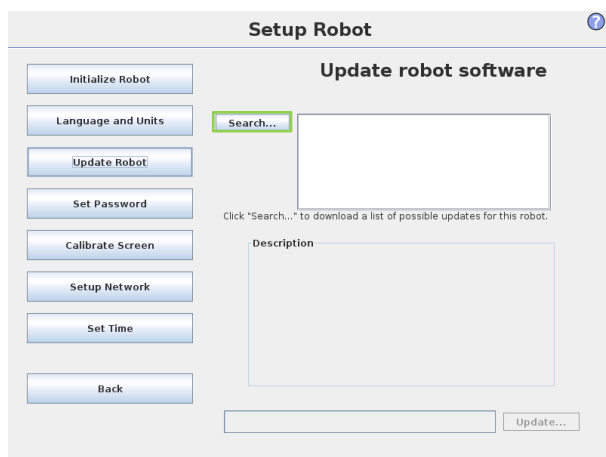 Setup Robot
?
Initialize Robot
Language and Units
Update Robot
Set Password
Calibrate Screen
Setup Network
Set Time
Back
Update robot software
Search...
Click "Search..." to download a list of possible updates for this robot.
Description
Update...